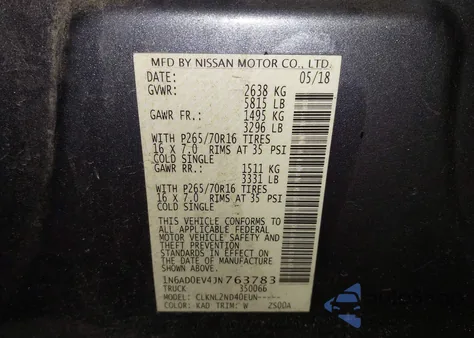 MFD BY NISSAN MOTOR CO., LTD.
DATE: 05/18
GVWR: 2638 KG
5815 LB
GAWR FR.: 1495 KG
3296 LB
WITH P265/70R16 TIRES
16 X 7.0 RIMS AT 35 PSI
COLD SINGLE
GAWR RR.: 1511 KG
3331 LB
WITH P265/70R16 TIRES
16 X 7.0 RIMS AT 35 PSI
COLD SINGLE
THIS VEHICLE CONFORMS TO
ALL APPLICABLE FEDERAL
MOTOR VEHICLE SAFETY AND
THEFT PREVENTION
STANDARDS IN EFFECT ON
THE DATE OF MANUFACTURE
SHOWN ABOVE.
1N6AD0EV4JN763783
TRUCK 350066
MODEL: CLKNL2ND40EUN-----
COLOR: KAD TRIM: W 2500A